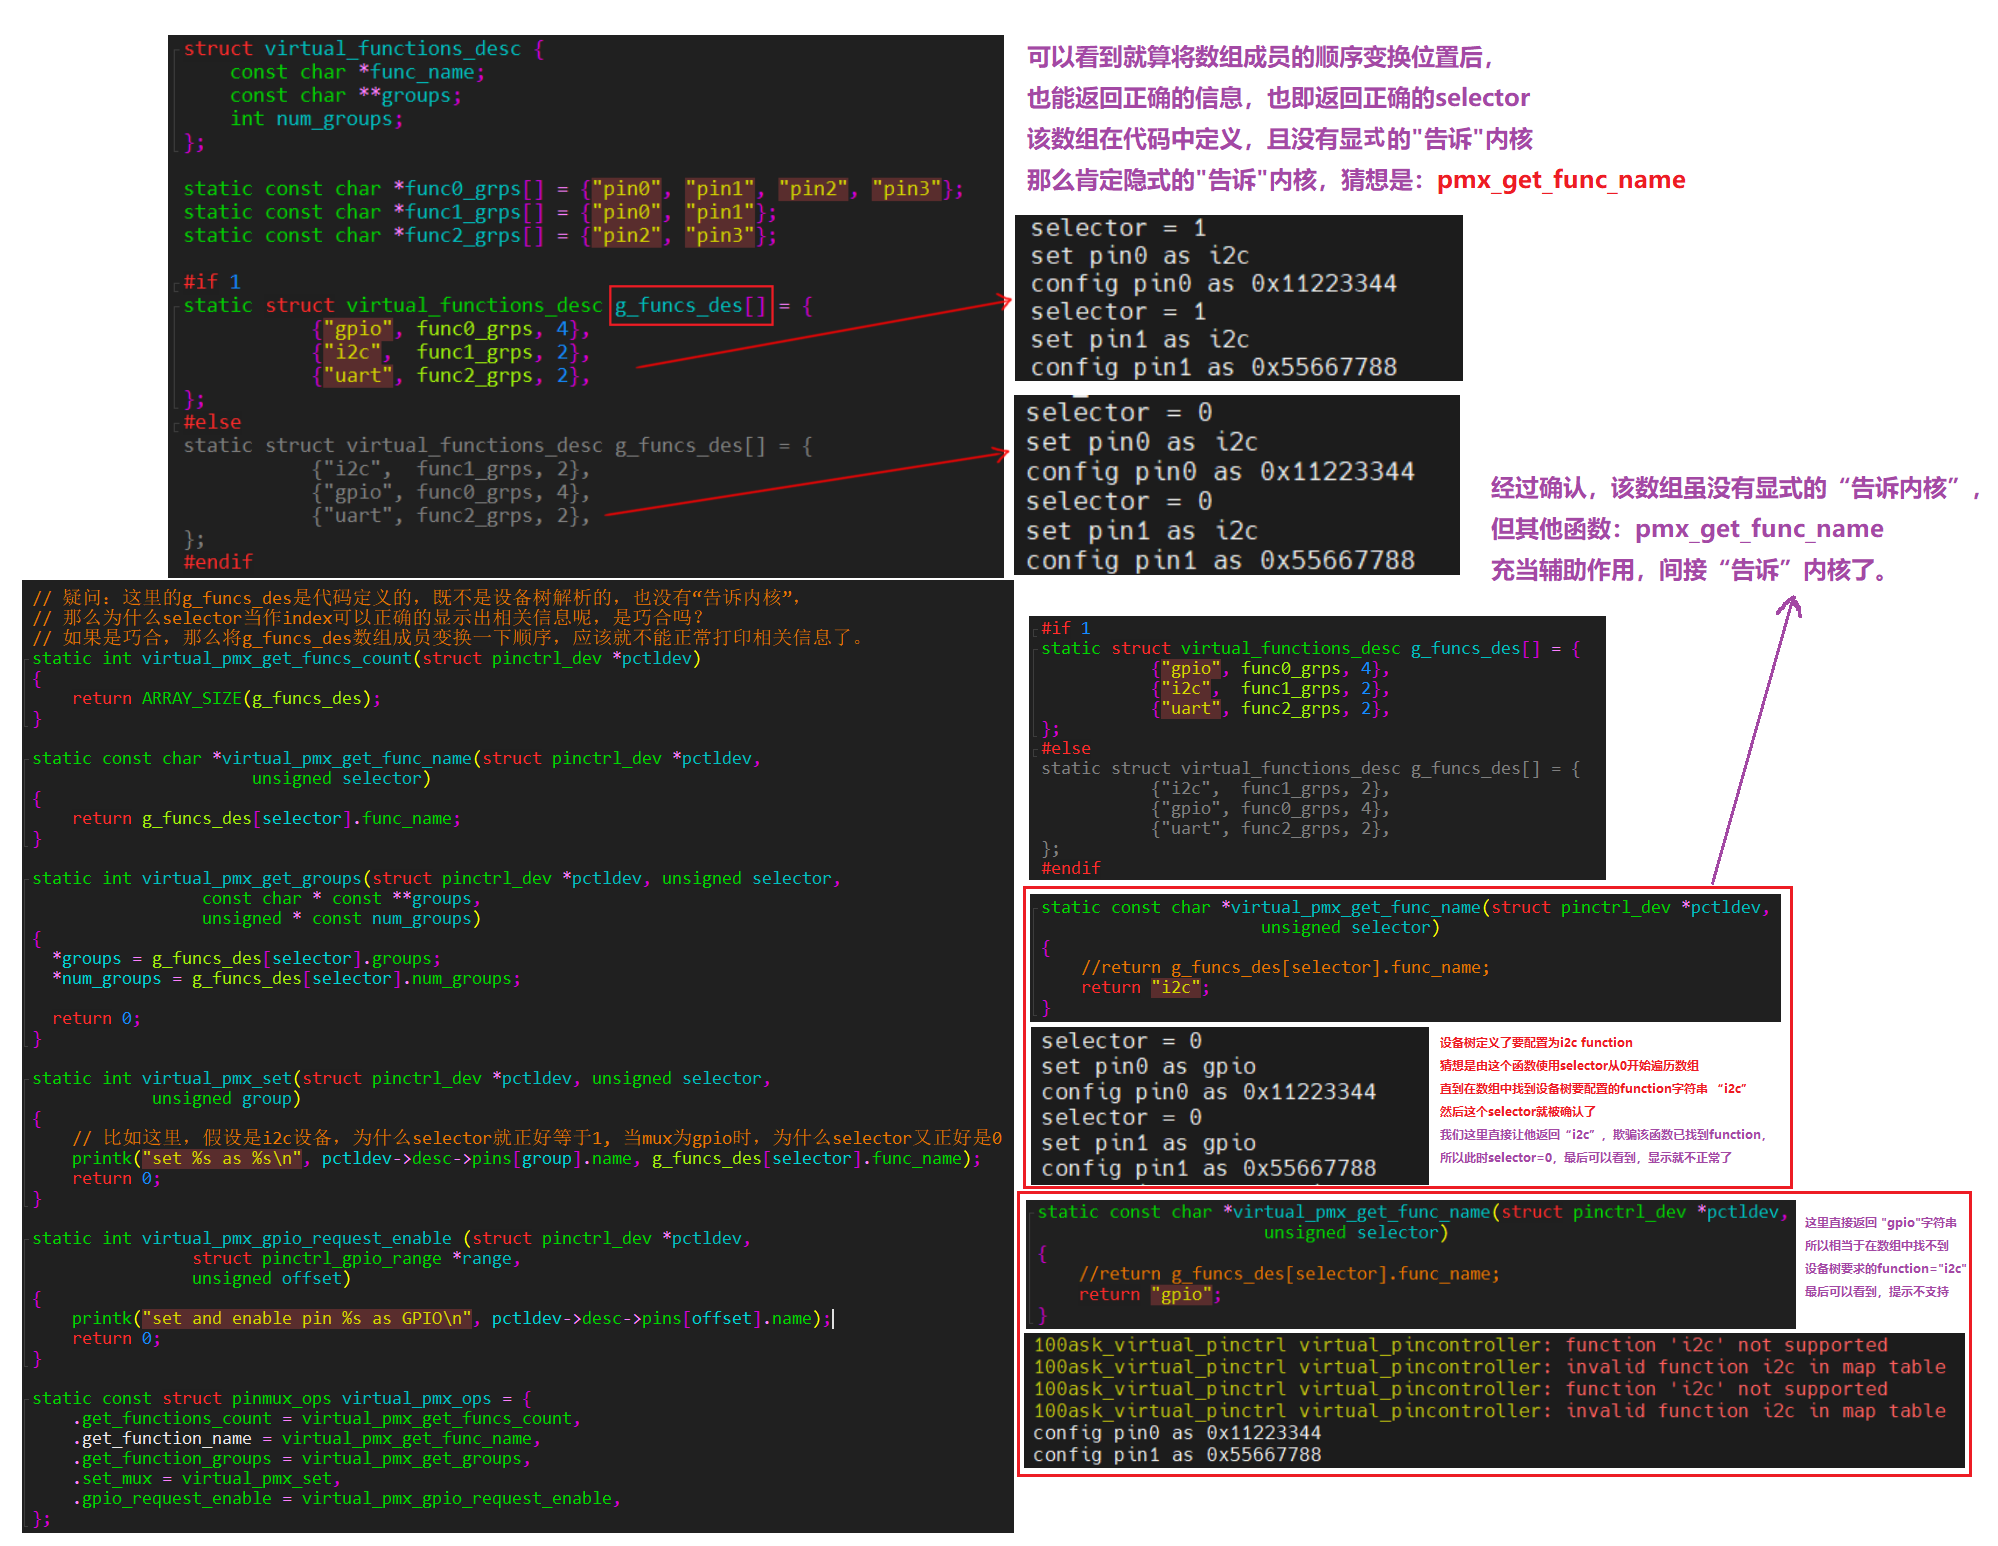 struct virtual_functions_desc {
    const char *func_name;
    const char **groups;
    int num_groups;
};
static const char *func0_grps[] = {"pin0", "pin1", "pin2", "pin3"};
static const char *func1_grps[] = {"pin0", "pin1"};
static const char *func2_grps[] = {"pin2", "pin3"};
#if 1
static struct virtual_functions_desc g_funcs_des[] = {
    {"gpio", func0_grps, 4},
    {"i2c",  func1_grps, 2},
    {"uart", func2_grps, 2},
};
#else
static struct virtual_functions_desc g_funcs_des[] = {
    {"i2c",  func1_grps, 2},
    {"gpio", func0_grps, 4},
    {"uart", func2_grps, 2},
};
#endif
可以看到就算将数组成员的顺序变换位置后，
也能返回正确的信息，也即返回正确的selector
该数组在代码中定义，且没有显式的"告诉"内核
那么肯定隐式的"告诉"内核，猜想是：pmx_get_func_name
selector = 1
set pin0 as i2c
config pin0 as 0x11223344
selector = 1
set pin1 as i2c
config pin1 as 0x55667788
selector = 0
set pin0 as i2c
config pin0 as 0x11223344
selector = 0
set pin1 as i2c
config pin1 as 0x55667788
经过确认，该数组虽没有显式的“告诉内核”，
但其他函数：pmx_get_func_name
充当辅助作用，间接“告诉”内核了。
// 疑问：这里的g_funcs_des是代码定义的，既不是设备树解析的，也没有“告诉内核”，
// 那么为什么selector当作index可以正确的显示出相关信息呢，是巧合吗？
// 如果是巧合，那么将g_funcs_des数组成员变换一下顺序，应该就不能正常打印相关信息了。
static int virtual_pmx_get_funcs_count(struct pinctrl_dev *pctldev)
{
    return ARRAY_SIZE(g_funcs_des);
}
static const char *virtual_pmx_get_func_name(struct pinctrl_dev *pctldev,
    unsigned selector)
{
    return g_funcs_des[selector].func_name;
}
static int virtual_pmx_get_groups(struct pinctrl_dev *pctldev, unsigned selector,
    const char * const **groups,
    unsigned * const num_groups)
{
  *groups = g_funcs_des[selector].groups;
  *num_groups = g_funcs_des[selector].num_groups;
  return 0;
}
static int virtual_pmx_set(struct pinctrl_dev *pctldev, unsigned selector,
    unsigned group)
{
    // 比如这里，假设是i2c设备，为什么selector就正好等于1, 当mux为gpio时，为什么selector又正好是0
    printk("set %s as %s\n", pctldev->desc->pins[group].name, g_funcs_des[selector].func_name);
    return 0;
}
static int virtual_pmx_gpio_request_enable (struct pinctrl_dev *pctldev,
    struct pinctrl_gpio_range *range,
    unsigned offset)
{
    printk("set and enable pin %s as GPIO\n", pctldev->desc->pins[offset].name);
    return 0;
}
static const struct pinmux_ops virtual_pmx_ops = {
    .get_functions_count = virtual_pmx_get_funcs_count,
    .get_function_name = virtual_pmx_get_func_name,
    .get_function_groups = virtual_pmx_get_groups,
    .set_mux = virtual_pmx_set,
    .gpio_request_enable = virtual_pmx_gpio_request_enable,
};
#if 1
static struct virtual_functions_desc g_funcs_des[] = {
    {"gpio", func0_grps, 4},
    {"i2c",  func1_grps, 2},
    {"uart", func2_grps, 2},
};
#else
static struct virtual_functions_desc g_funcs_des[] = {
    {"i2c",  func1_grps, 2},
    {"gpio", func0_grps, 4},
    {"uart", func2_grps, 2},
};
#endif
static const char *virtual_pmx_get_func_name(struct pinctrl_dev *pctldev,
    unsigned selector)
{
    //return g_funcs_des[selector].func_name;
    return "i2c";
}
selector = 0
set pin0 as gpio
config pin0 as 0x11223344
selector = 0
set pin1 as gpio
config pin1 as 0x55667788
设备树定义了要配置为i2c function
猜想是由这个函数使用selector从0开始遍历数组
直到在数组中找到设备树要配置的function字符串 “i2c”
然后这个selector就被确认了
我们这里直接让他返回“i2c”，欺骗该函数已找到function，
所以此时selector=0，最后可以看到，显示就不正常了
static const char *virtual_pmx_get_func_name(struct pinctrl_dev *pctldev,
    unsigned selector)
{
    //return g_funcs_des[selector].func_name;
    return "gpio";
}
这里直接返回 "gpio"字符串
所以相当于在数组中找不到
设备树要求的function="i2c"
最后可以看到，提示不支持
100ask_virtual_pinctrl virtual_pincontroller: function 'i2c' not supported
100ask_virtual_pinctrl virtual_pincontroller: invalid function i2c in map table
100ask_virtual_pinctrl virtual_pincontroller: function 'i2c' not supported
100ask_virtual_pinctrl virtual_pincontroller: invalid function i2c in map table
config pin0 as 0x11223344
config pin1 as 0x55667788